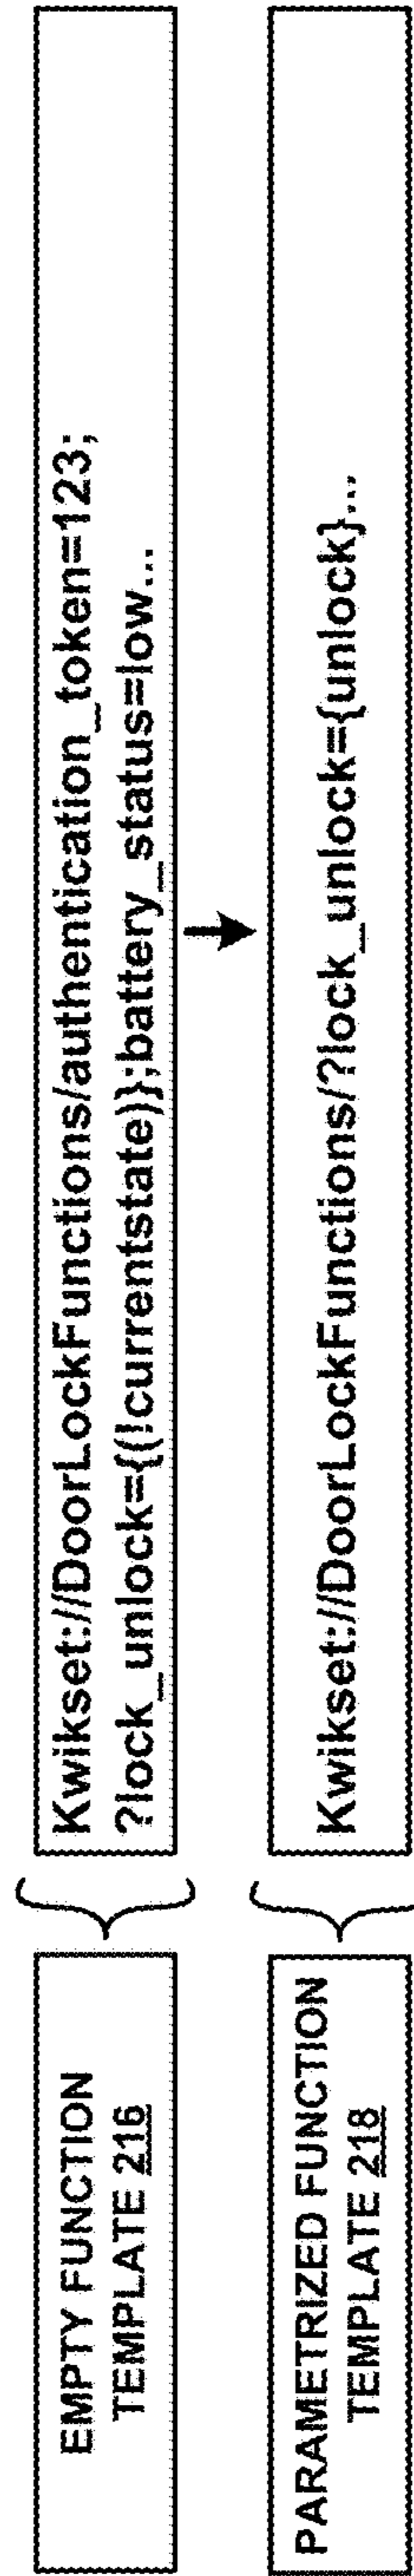 EMPTY FUNCTION
TEMPLATE 216
Kwikset://DoorLockFunctions/authentication_token=123;
?lock_unlock={(!currentstate)};battery_status=low...
PARAMETRIZED FUNCTION
TEMPLATE 218
Kwikset://DoorLockFunctions/?lock_unlock={unlock}...